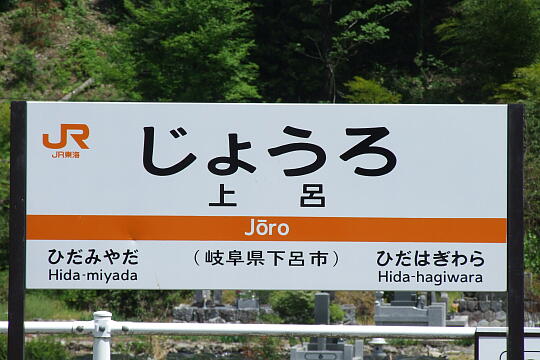 JR
JR東海
じょうろ
上呂
Jōro
ひだみやだ
Hida-miyada
（岐阜県下呂市）
ひだはぎわら
Hida-hagiwara